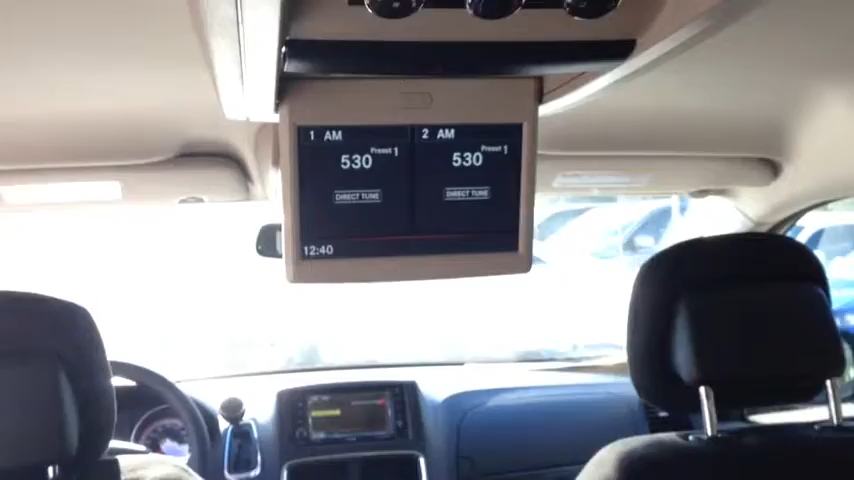 1 AM
Preset 1
530
DIRECT TUNE
2 AM
Preset 1
530
DIRECT TUNE
12:40